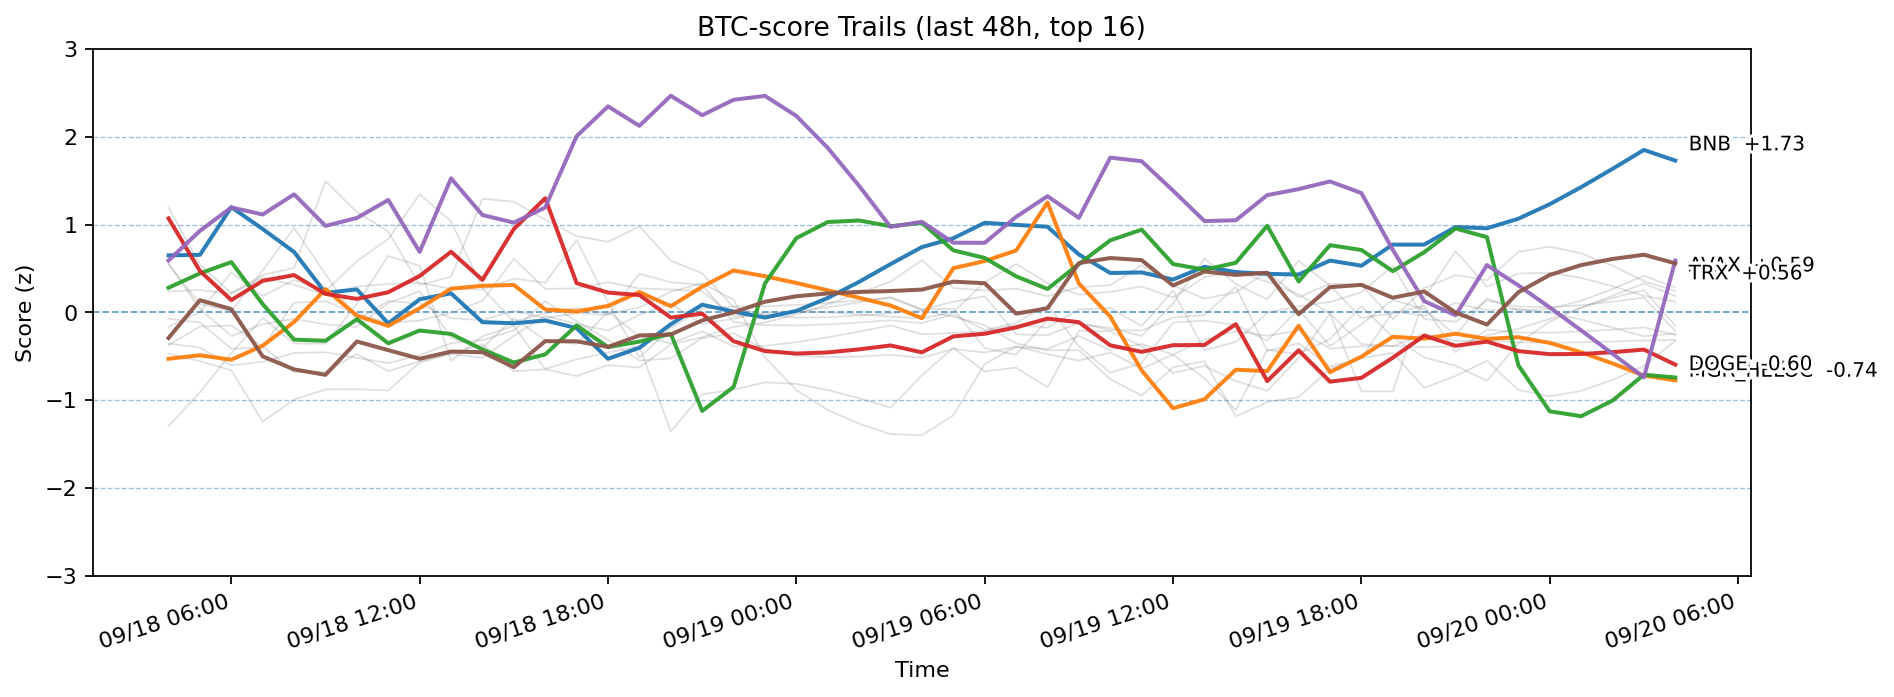 BTC-score Trails (last 48h, top 16)
Score (z)
3
2
1
0
−1
−2
−3
BNB +1.73
AVAX +0.59
TRX +0.56
DOGE -0.60
-0.74
09/18 06:00
09/18 12:00
09/18 18:00
09/19 00:00
09/19 06:00
09/19 12:00
09/19 18:00
09/20 00:00
09/20 06:00
Time